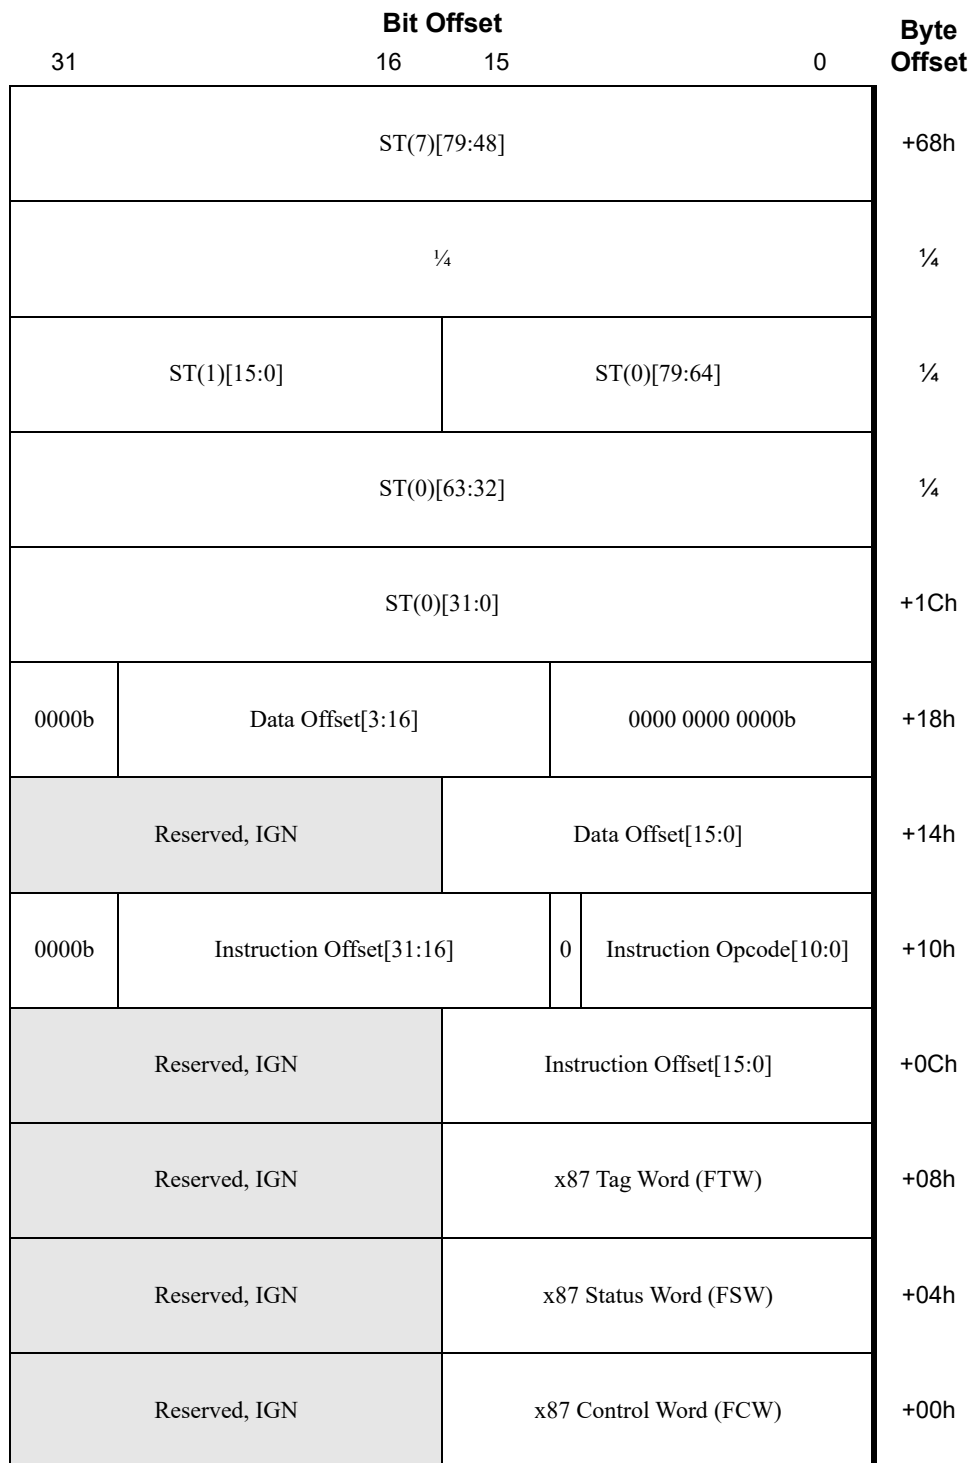 Bit Offset
Byte Offset
31 16 15 0
ST(7)[79:48] +68h
¼ ¼
ST(1)[15:0] ST(0)[79:64] ¼
ST(0)[63:32] ¼
ST(0)[31:0] +1Ch
0000b Data Offset[3:16] 0000 0000 0000b +18h
Reserved, IGN Data Offset[15:0] +14h
0000b Instruction Offset[31:16] 0 Instruction Opcode[10:0] +10h
Reserved, IGN Instruction Offset[15:0] +0Ch
Reserved, IGN x87 Tag Word (FTW) +08h
Reserved, IGN x87 Status Word (FSW) +04h
Reserved, IGN x87 Control Word (FCW) +00h